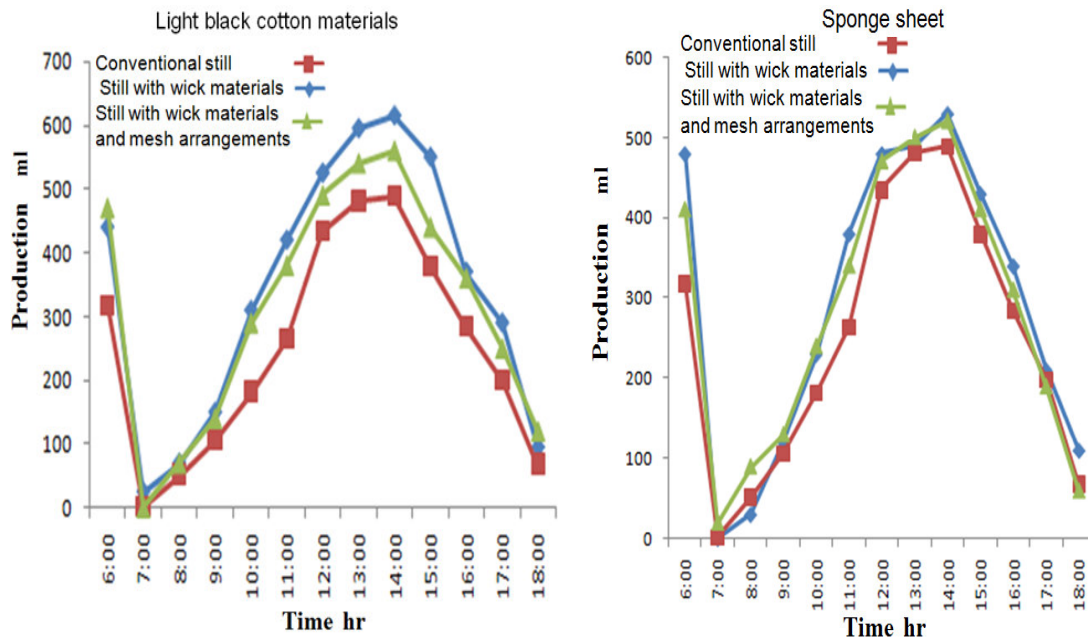 Light black cotton materials
700
600
500
400
300
200
100
0
Production ml
Conventional still
Still with wick materials
Still with wick materials
and mesh arrangements
6:00
7:00
8:00
9:00
10:00
11:00
12:00
13:00
14:00
15:00
16:00
17:00
18:00
Time hr
Sponge sheet
600
500
400
300
200
100
0
Production ml
Conventional still
Still with wick materials
Still with wick materials
and mesh arrangements
6:00
7:00
8:00
9:00
10:00
11:00
12:00
13:00
14:00
15:00
16:00
17:00
18:00
Time hr